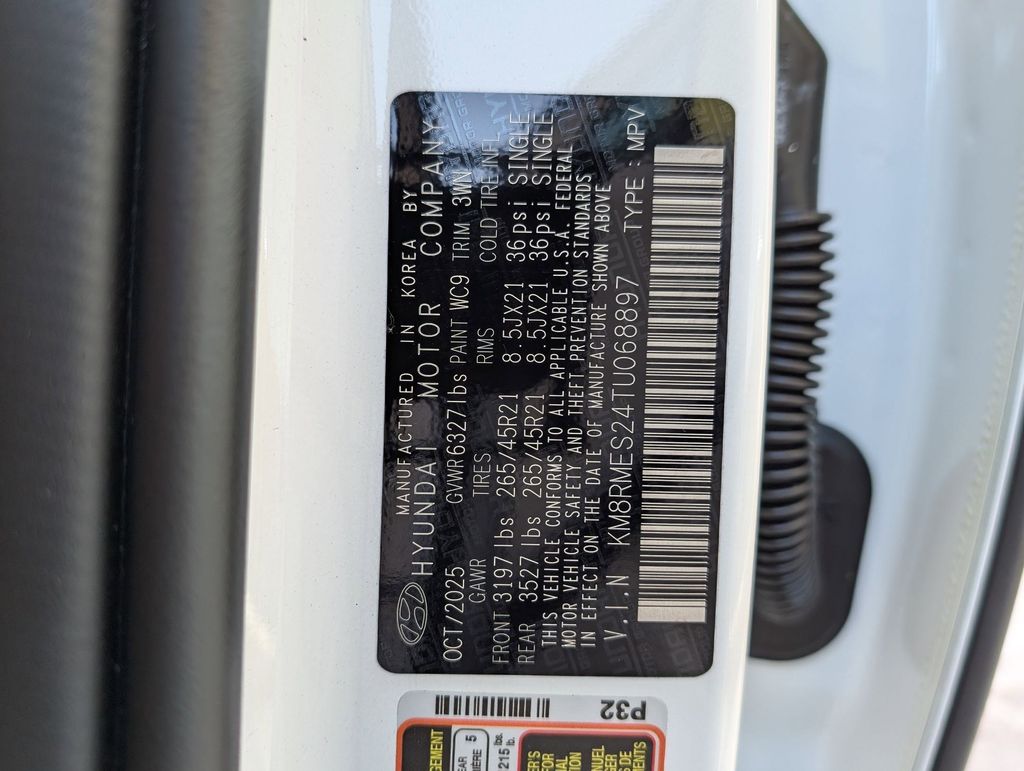 MANUFACTURED IN KOREA BY
HYUNDAI MOTOR COMPANY
OCT/2025 GVWR 6327lbs PAINT WC9 TRIM 3WN
GAWR TIRES RIMS COLD TIRE INFL
FRONT 3197lbs 265/45R21 8.5JX21 36psi SINGLE
REAR 3527lbs 265/45R21 8.5JX21 36psi SINGLE
THIS VEHICLE CONFORMS TO ALL APPLICABLE U.S.A. FEDERAL
MOTOR VEHICLE SAFETY AND THEFT PREVENTION STANDARDS
IN EFFECT ON THE DATE OF MANUFACTURE SHOWN ABOVE
V.I.N KM8RMES24TU068897 TYPE : MPV
P32
5
215 lb.